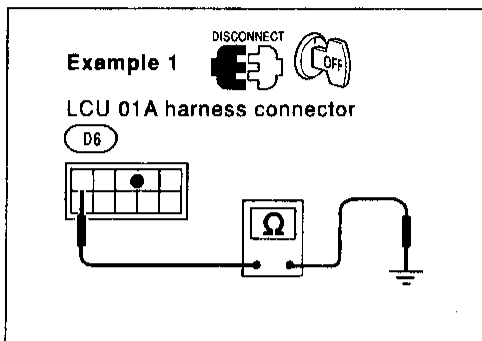 DISCONNECT
Example 1
OFF
LCU 01A harness connector
D6
Ω